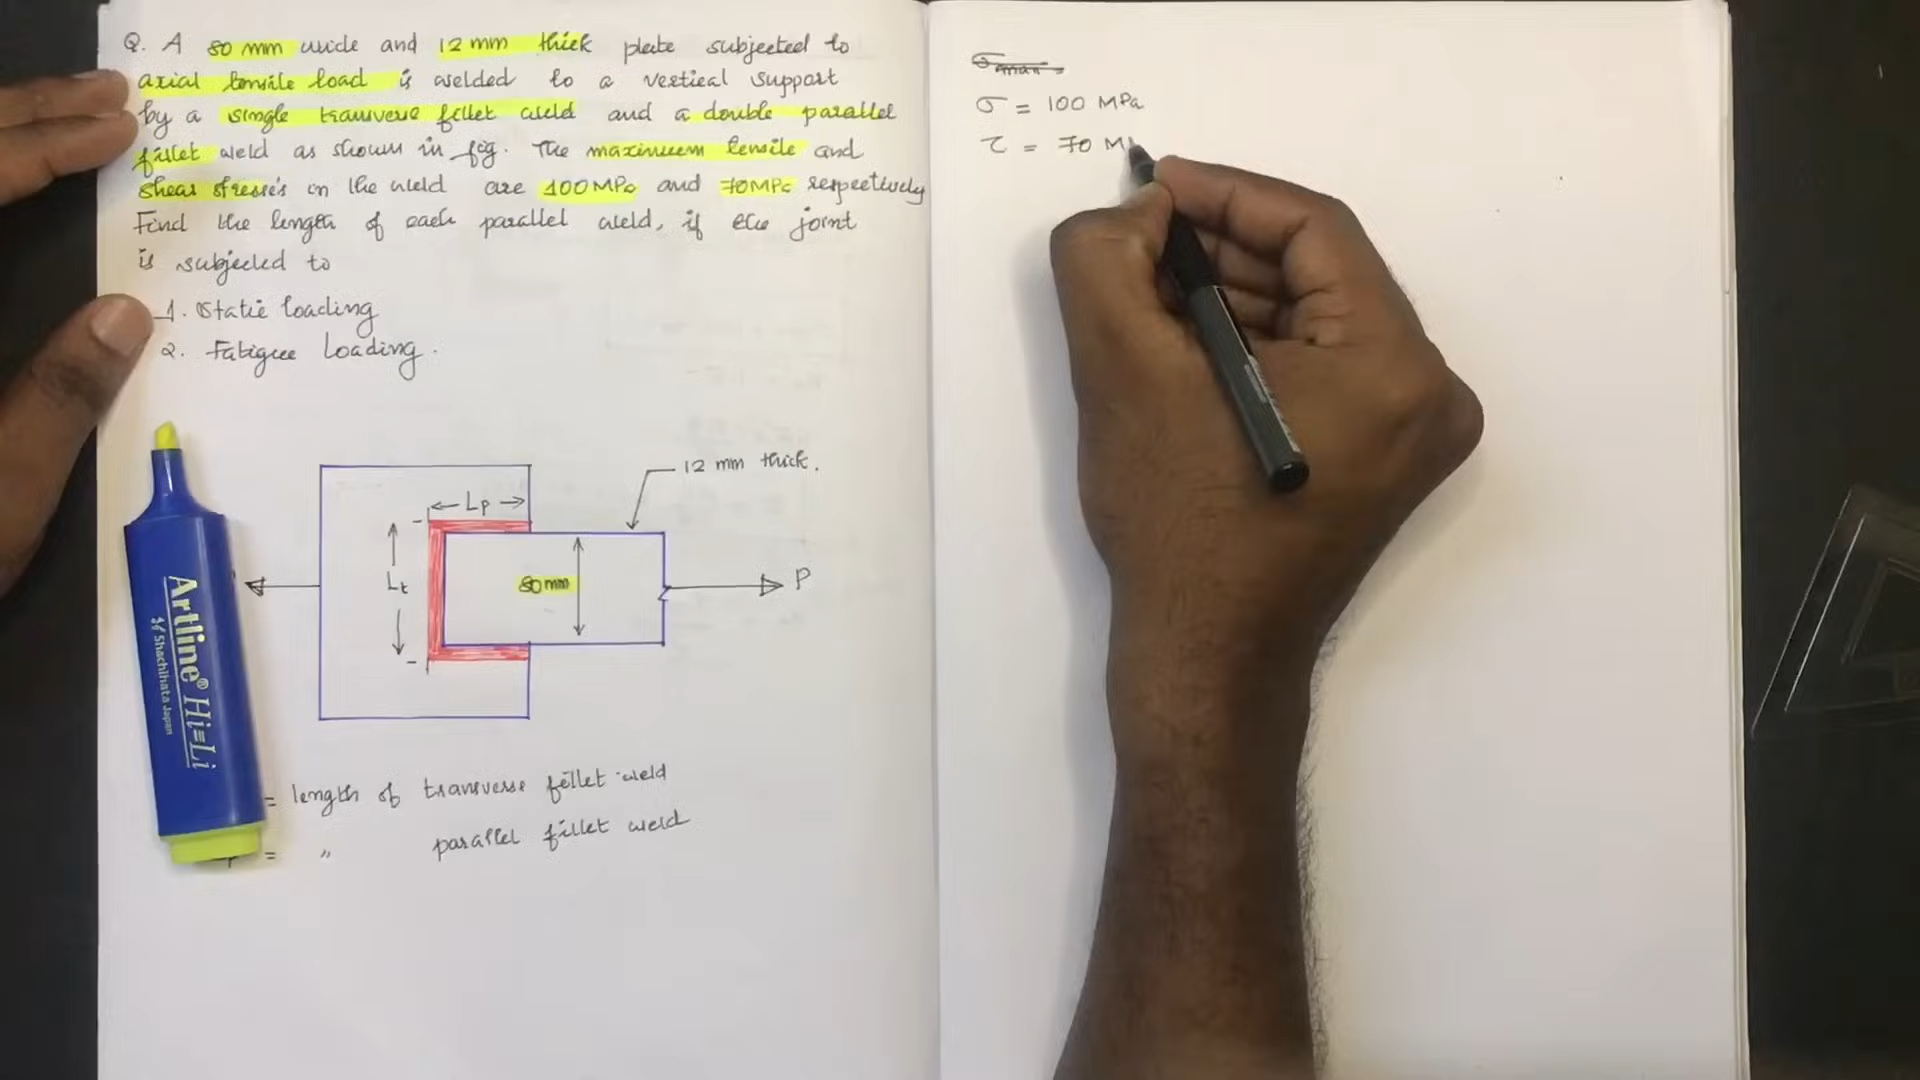 Q. A 80 mm wide and 12 mm thick plate subjected to
axial tensile load is welded to a vertical support
by a single transverse fillet weld and a double parallel
fillet weld as shown in fig. The maximum tensile and
shear stresses in the weld are 100 MPa and 70 MPa respectively
Find the length of each parallel weld, if the joint
is subjected to
1. Static loading
2. Fatigue Loading.
12 mm thick.
Lp
Lt
80 mm
P
= length of transverse fillet weld
= " parallel fillet weld
σmax =
σ = 100 MPa
τ = 70 M
Artline® Hi=Li
Shachihata Japan